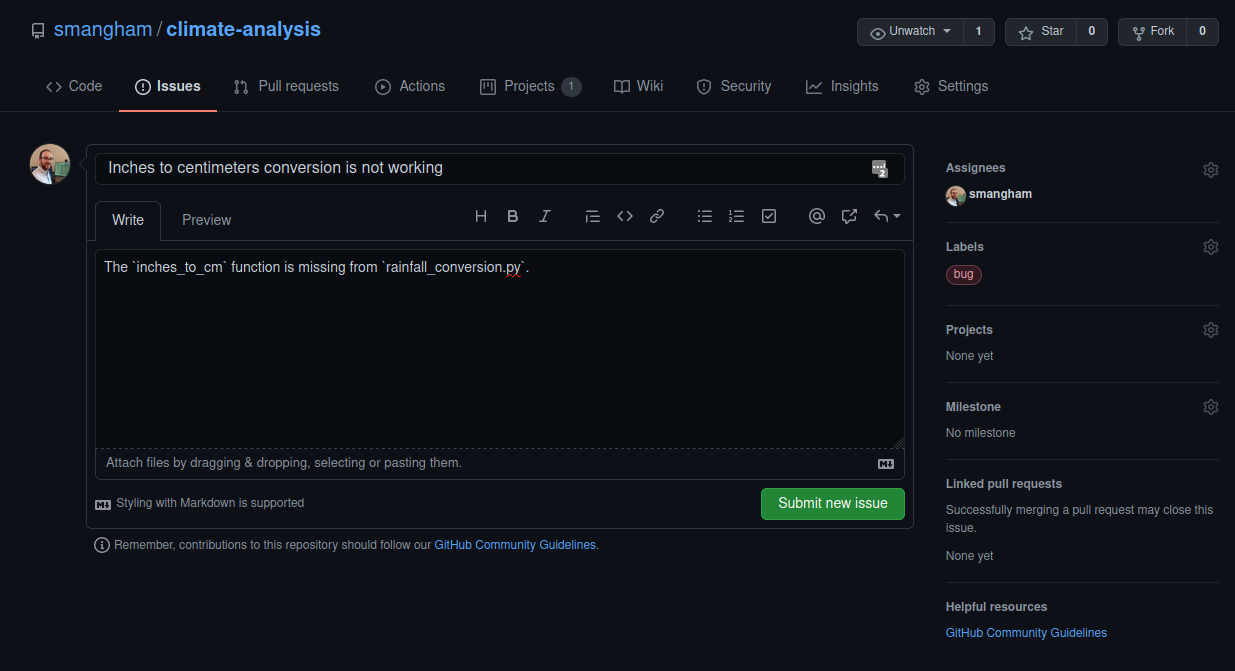 smangham / climate-analysis
Unwatch 1 Star 0 Fork 0
Code Issues Pull requests Actions Projects 1 Wiki Security Insights Settings
Inches to centimeters conversion is not working
Write Preview
The `inches_to_cm` function is missing from `rainfall_conversion.py`.
Attach files by dragging & dropping, selecting or pasting them.
Styling with Markdown is supported
Submit new issue
Remember, contributions to this repository should follow our GitHub Community Guidelines.
Assignees
smangham
Labels
bug
Projects
None yet
Milestone
No milestone
Linked pull requests
Successfully merging a pull request may close this
issue.
None yet
Helpful resources
GitHub Community Guidelines